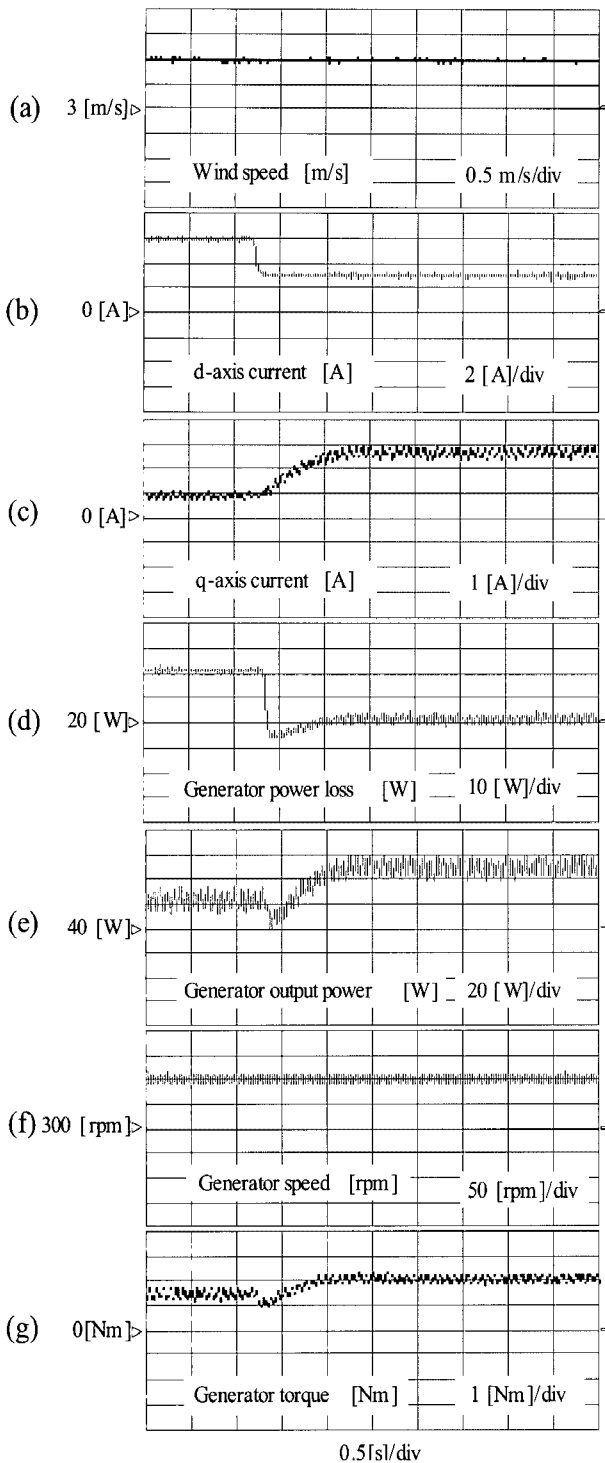 (a) 3 [m/s]
Wind speed [m/s] 0.5 m/s/div
(b) 0 [A]
d-axis current [A] 2 [A]/div
(c) 0 [A]
q-axis current [A] 1 [A]/div
(d) 20 [W]
Generator power loss [W] 10 [W]/div
(e) 40 [W]
Generator output power [W] 20 [W]/div
(f) 300 [rpm]
Generator speed [rpm] 50 [rpm]/div
(g) 0[Nm]
Generator torque [Nm] 1 [Nm]/div
0.5[s]/div